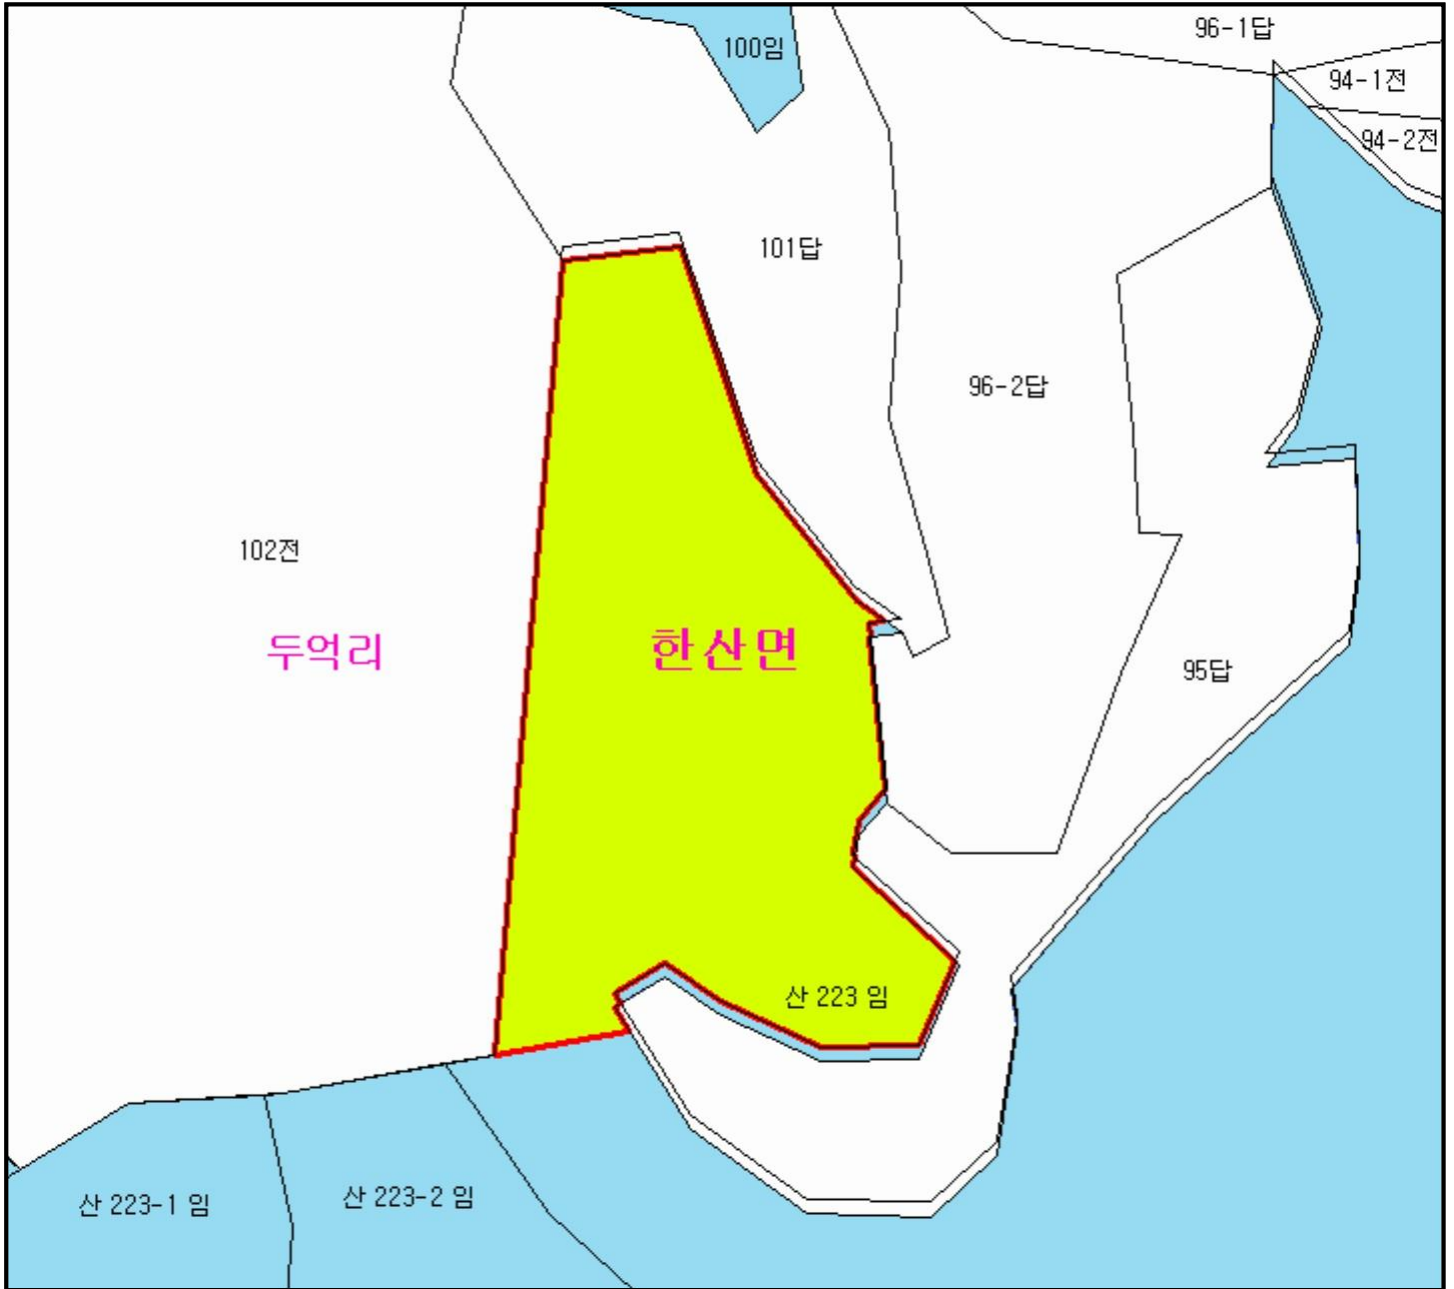 96-1답
100임
94-1전
94-2전
101답
96-2답
102전
두억리
한산면
95답
산 223 임
산 223-1 임
산 223-2 임